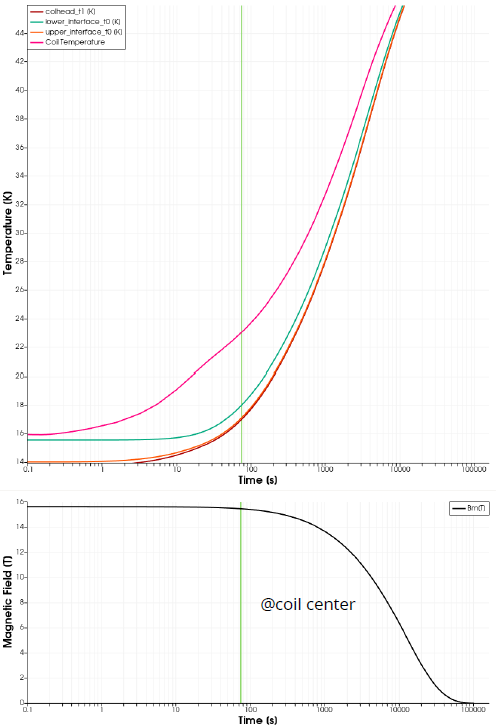 colhead_t1 (K)
lower_interface_t0 (K)
upper_interface_t0 (K)
CoilTemperature
Temperature (K)
44
42
40
38
36
34
32
30
28
26
24
22
20
18
16
14
0.1 1 10 100 1000 10000 100000
Time (s)
Bm(T)
Magnetic Field (T)
16
14
12
10
8
6
4
2
0
@coil center
0.1 1 10 100 1000 10000 100000
Time (s)